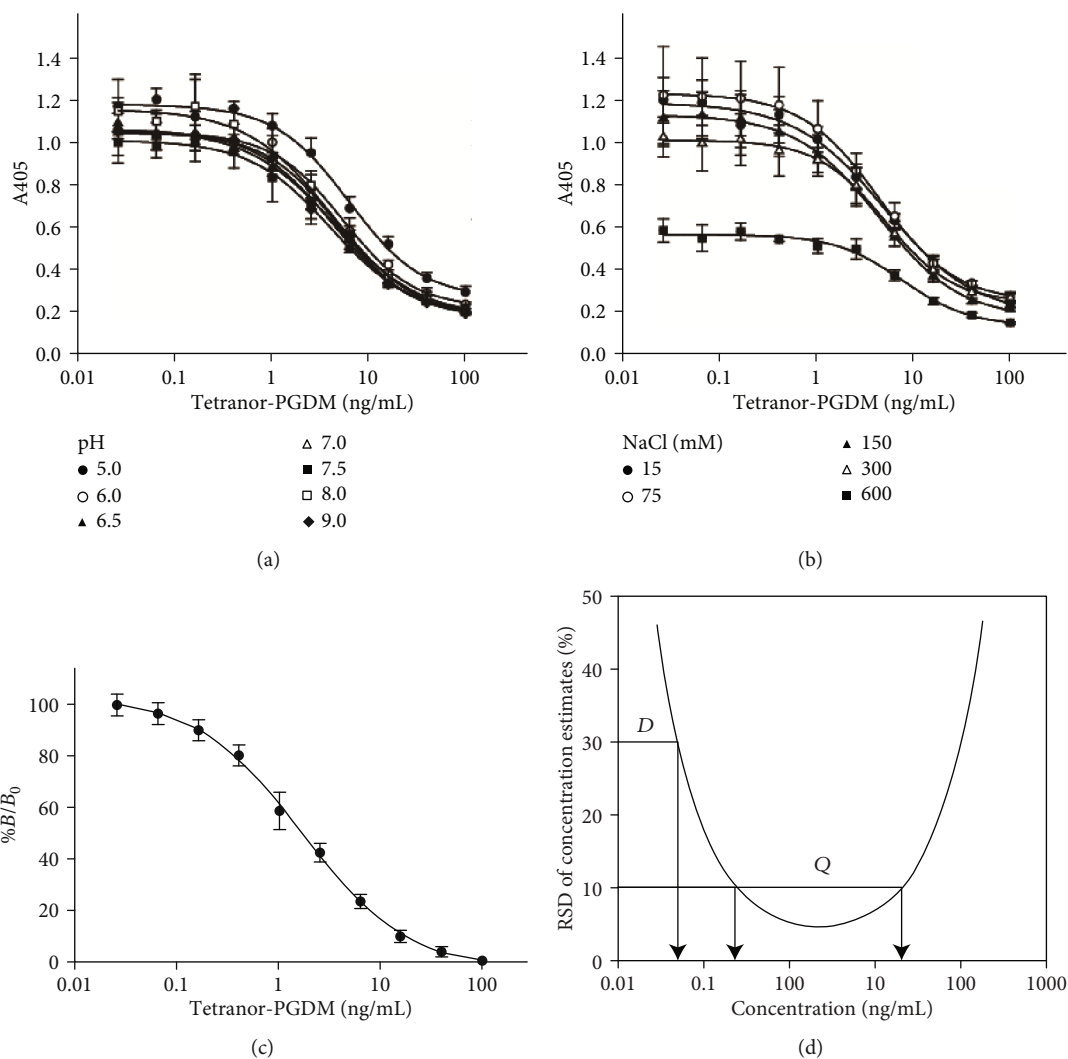 A405
1.4
1.2
1.0
0.8
0.6
0.4
0.2
0.0
0.01 0.1 1 10 100
Tetranor-PGDM (ng/mL)
pH
5.0
6.0
6.5
7.0
7.5
8.0
9.0
(a)
A405
1.4
1.2
1.0
0.8
0.6
0.4
0.2
0.0
0.01 0.1 1 10 100
Tetranor-PGDM (ng/mL)
NaCl (mM)
15
75
150
300
600
(b)
%B/B0
100
80
60
40
20
0
0.01 0.1 1 10 100
Tetranor-PGDM (ng/mL)
(c)
RSD of concentration estimates (%)
50
40
30
20
10
0
D
Q
0.01 0.1 100 10 100 1000
Concentration (ng/mL)
(d)